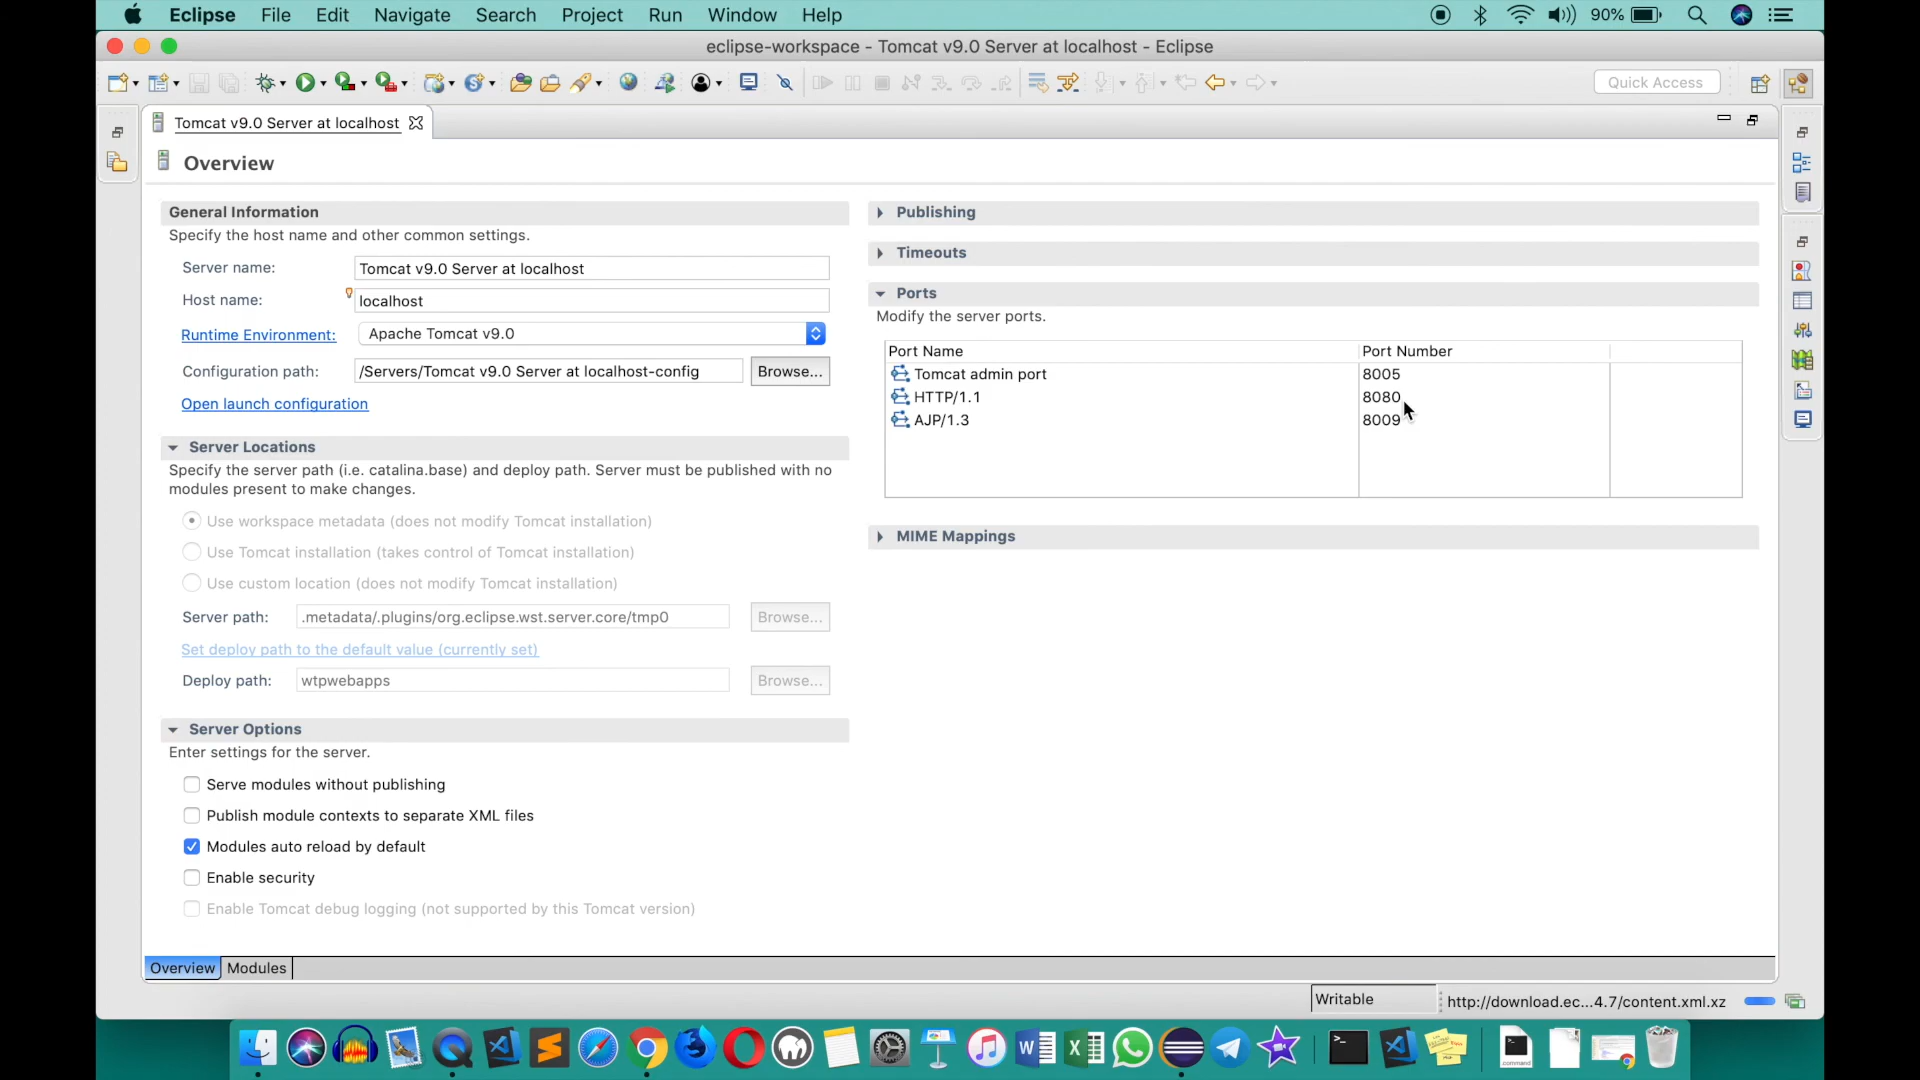 Eclipse File Edit Navigate Search Project Run Window Help 90%
eclipse-workspace - Tomcat v9.0 Server at localhost - Eclipse
Quick Access
Tomcat v9.0 Server at localhost
Overview
General Information
Specify the host name and other common settings.
Server name: Tomcat v9.0 Server at localhost
Host name: localhost
Runtime Environment: Apache Tomcat v9.0
Configuration path: /Servers/Tomcat v9.0 Server at localhost-config Browse...
Open launch configuration
Server Locations
Specify the server path (i.e. catalina.base) and deploy path. Server must be published with no
modules present to make changes.
Use workspace metadata (does not modify Tomcat installation)
Use Tomcat installation (takes control of Tomcat installation)
Use custom location (does not modify Tomcat installation)
Server path: .metadata/.plugins/org.eclipse.wst.server.core/tmp0 Browse...
Set deploy path to the default value (currently set)
Deploy path: wtpwebapps Browse...
Server Options
Enter settings for the server.
Serve modules without publishing
Publish module contexts to separate XML files
Modules auto reload by default
Enable security
Enable Tomcat debug logging (not supported by this Tomcat version)
Publishing
Timeouts
Ports
Modify the server ports.
Port Name Port Number
Tomcat admin port 8005
HTTP/1.1 8080
AJP/1.3 8009
MIME Mappings
Overview Modules
Writable http://download.ec...4.7/content.xml.xz